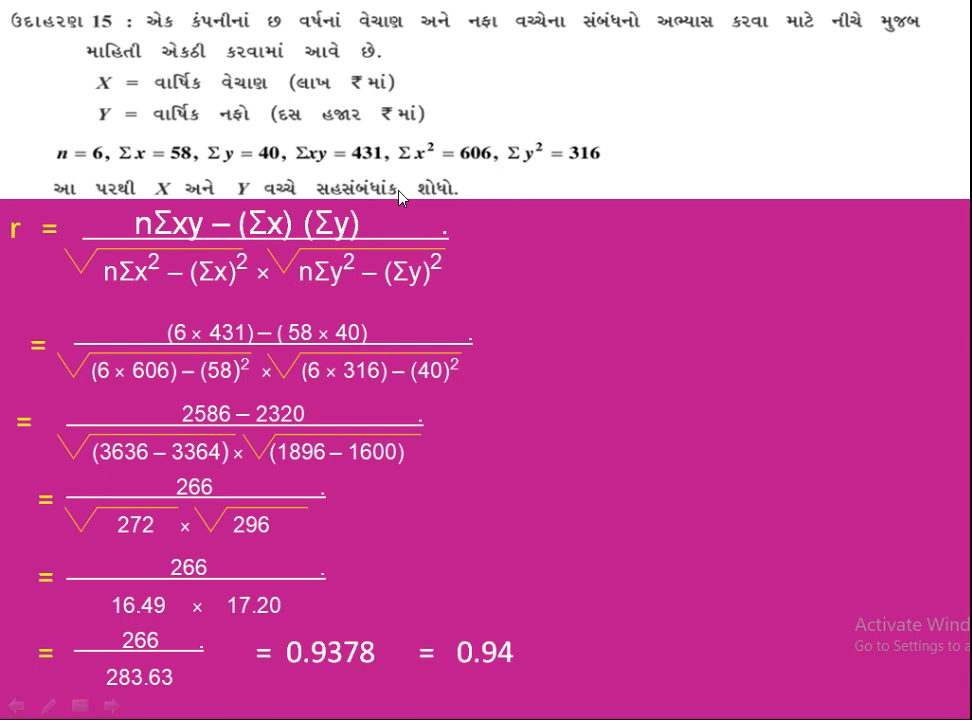 ઉદાહરણ 15 : એક કંપનીનાં છ વર્ષનાં વેચાણ અને નફા વચ્ચેના સંબંધનો અભ્યાસ કરવા માટે નીચે મુજબ
માહિતી એકઠી કરવામાં આવે છે.
X = વાર્ષિક વેચાણ (લાખ ₹ માં)
Y = વાર્ષિક નફો (દસ હજાર ₹ માં)
n = 6, Σx = 58, Σy = 40, Σxy = 431, Σx² = 606, Σy² = 316
આ પરથી X અને Y વચ્ચે સહસંબંધાંક શોધો.
r = nΣxy – (Σx) (Σy) .
√ nΣx² – (Σx)² × √ nΣy² – (Σy)²
= (6 × 431) – ( 58 × 40) .
√ (6 × 606) – (58)² × √ (6 × 316) – (40)²
= 2586 – 2320 .
√ (3636 – 3364) × √ (1896 – 1600)
= 266 .
√ 272 × √ 296
= 266 .
16.49 × 17.20
= 266 . = 0.9378 = 0.94
283.63
Activate Wind
Go to Settings to a